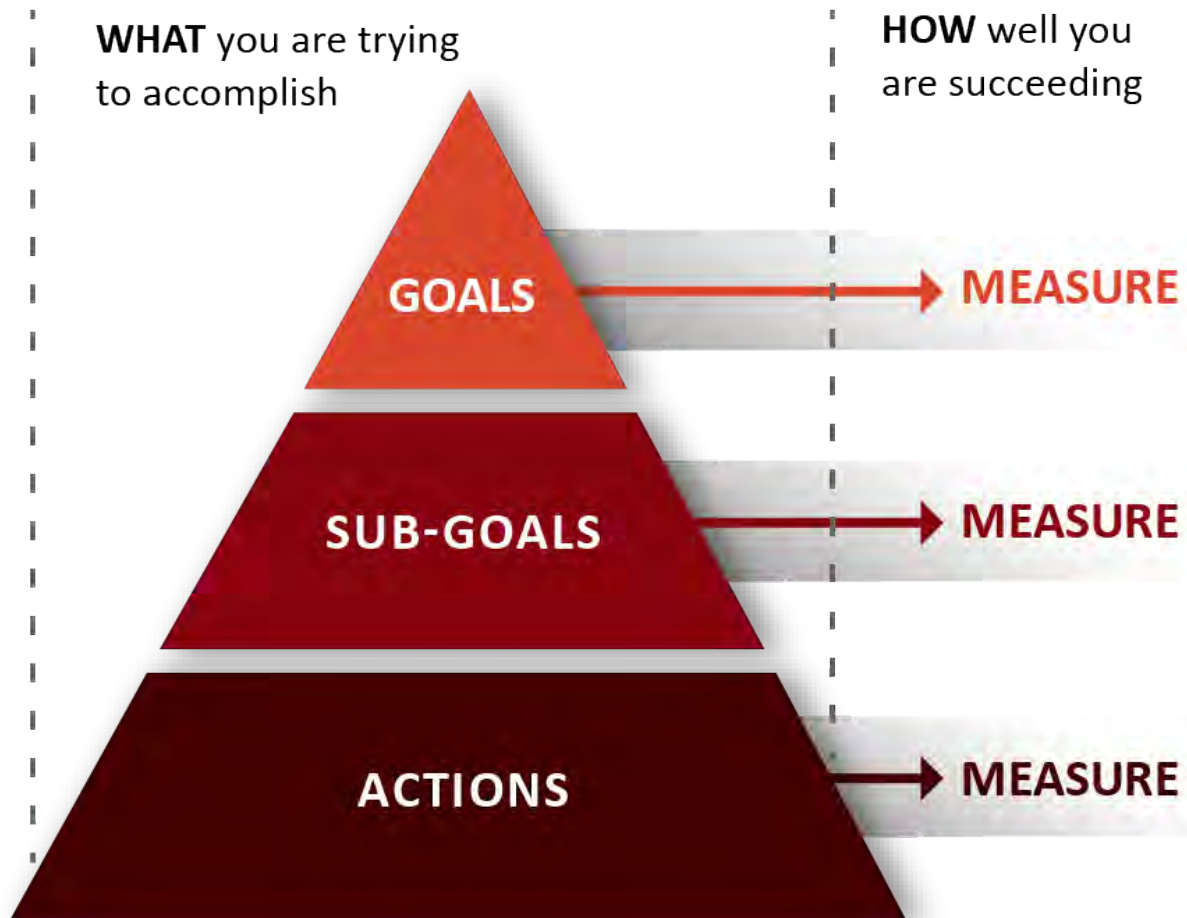 WHAT you are trying
to accomplish
HOW well you
are succeeding
GOALS
MEASURE
SUB-GOALS
MEASURE
ACTIONS
MEASURE